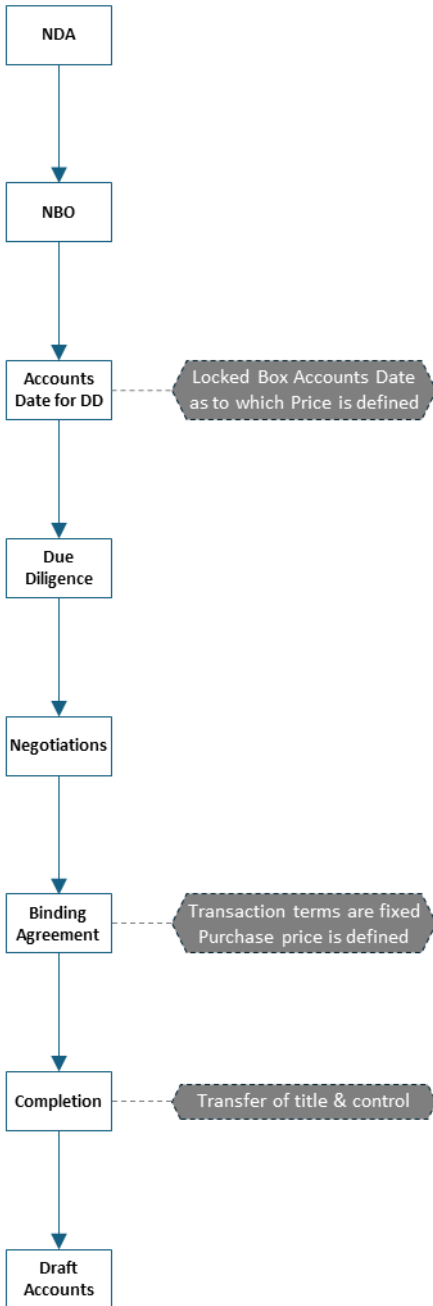 NDA
NBO
Accounts
Date for DD
Locked Box Accounts Date
as to which Price is defined
Due
Diligence
Negotiations
Binding
Agreement
Transaction terms are fixed
Purchase price is defined
Completion
Transfer of title & control
Draft
Accounts